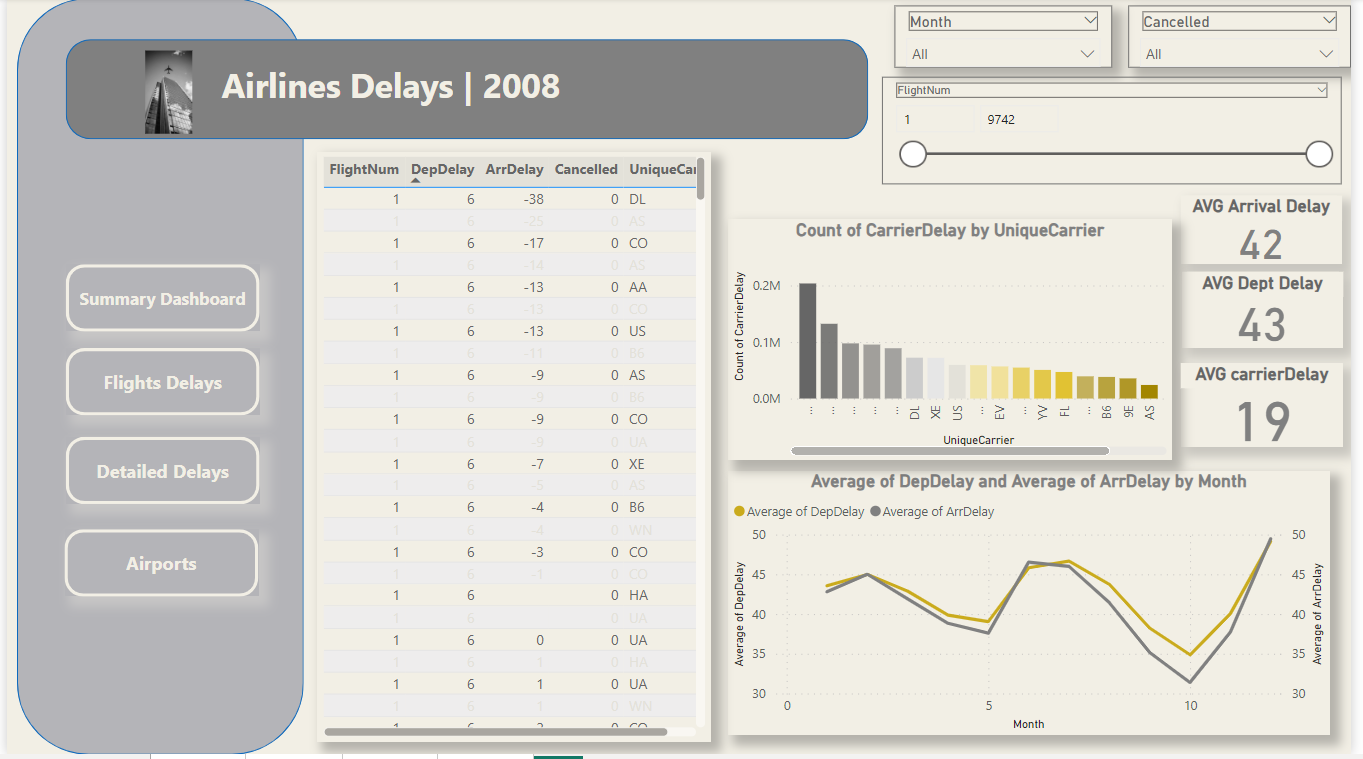 Airlines Delays | 2008
Month
All
Cancelled
All
FlightNum
1 9742
Summary Dashboard
Flights Delays
Detailed Delays
Airports
FlightNum DepDelay ArrDelay Cancelled UniqueCar
1 6 -38 0 DL
1 6 -25 0 AS
1 6 -17 0 CO
1 6 -14 0 AS
1 6 -13 0 AA
1 6 -13 0 CO
1 6 -13 0 US
1 6 -11 0 B6
1 6 -9 0 AS
1 6 -9 0 B6
1 6 -9 0 CO
1 6 -9 0 UA
1 6 -7 0 XE
1 6 -5 0 AS
1 6 -4 0 B6
1 6 -4 0 WN
1 6 -3 0 CO
1 6 -1 0 CO
1 6 0 HA
1 6 0 UA
1 6 0 0 UA
1 6 1 0 HA
1 6 1 0 UA
1 6 1 0 WN
1 6 2 0 CO
Count of CarrierDelay by UniqueCarrier
Count of CarrierDelay
0.2M
0.1M
0.0M
... ... ... ... ... DL XE US ... EV ... YV FL ... B6 9E AS
UniqueCarrier
AVG Arrival Delay
42
AVG Dept Delay
43
AVG carrierDelay
19
Average of DepDelay and Average of ArrDelay by Month
Average of DepDelay Average of ArrDelay
Average of DepDelay
50
45
40
35
30
50
45
40
35
30
Average of ArrDelay
0 5 10
Month